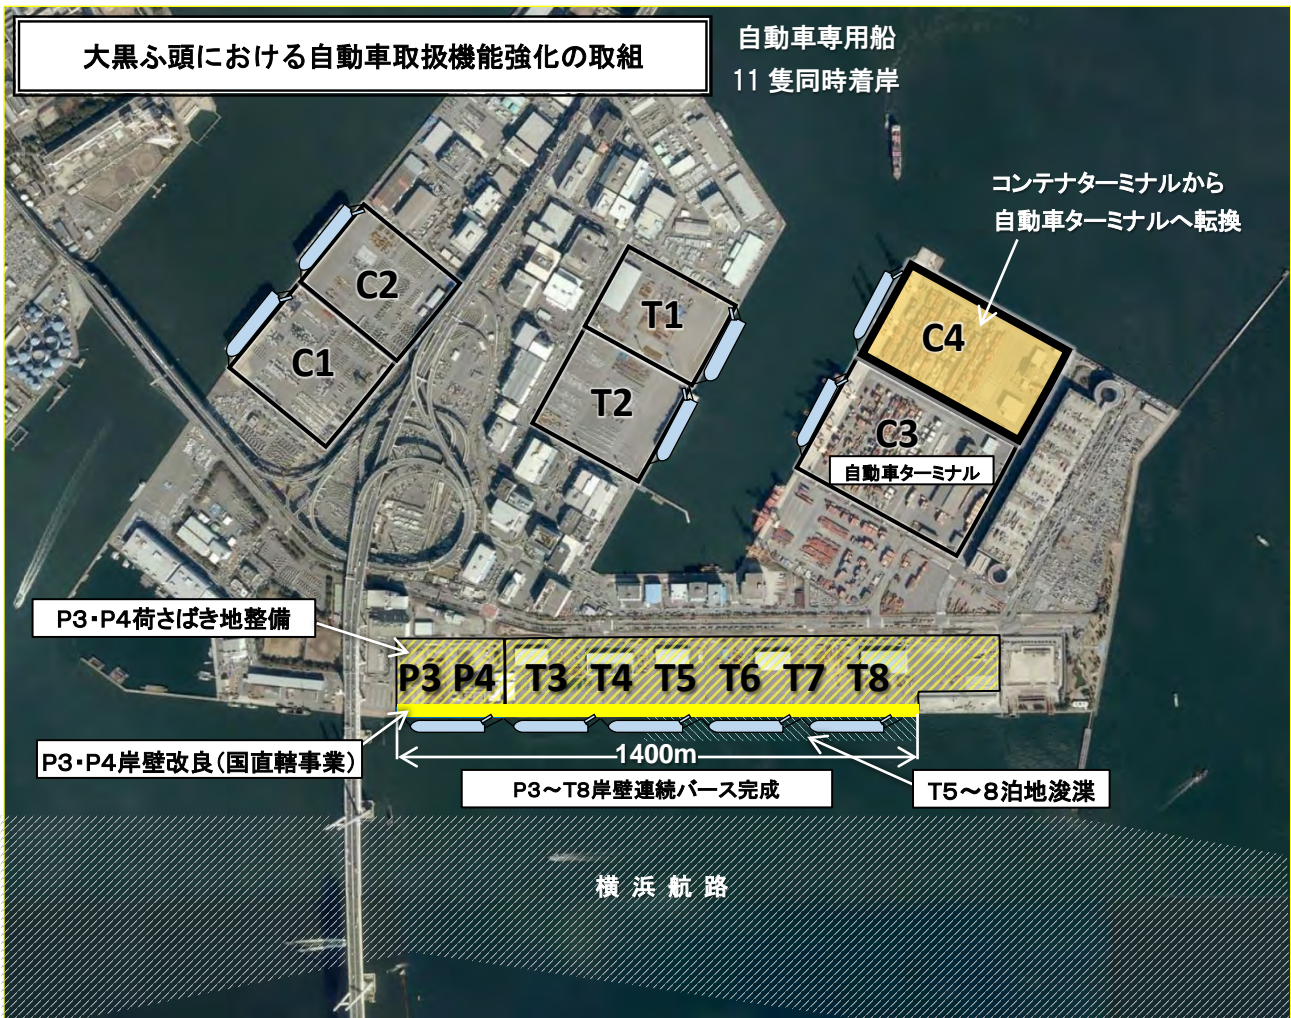 大黒ふ頭における自動車取扱機能強化の取組
自動車専用船
11 隻同時着岸
コンテナターミナルから
自動車ターミナルへ転換
C2
C1
T1
T2
C4
C3
自動車ターミナル
P3・P4荷さばき地整備
P3 P4 T3 T4 T5 T6 T7 T8
P3・P4岸壁改良(国直轄事業)
1400m
P3～T8岸壁連続バース完成
T5～8泊地浚渫
横浜航路